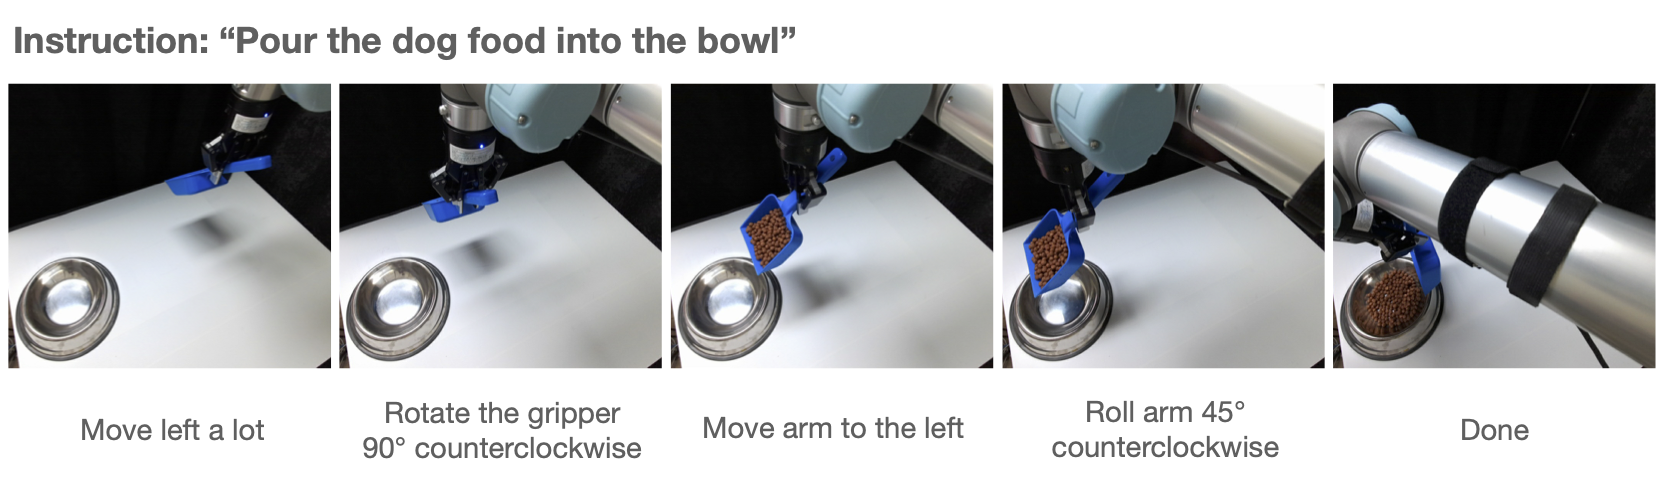 Instruction: “Pour the dog food into the bowl”
Move left a lot
Rotate the gripper
90° counterclockwise
Move arm to the left
Roll arm 45°
counterclockwise
Done